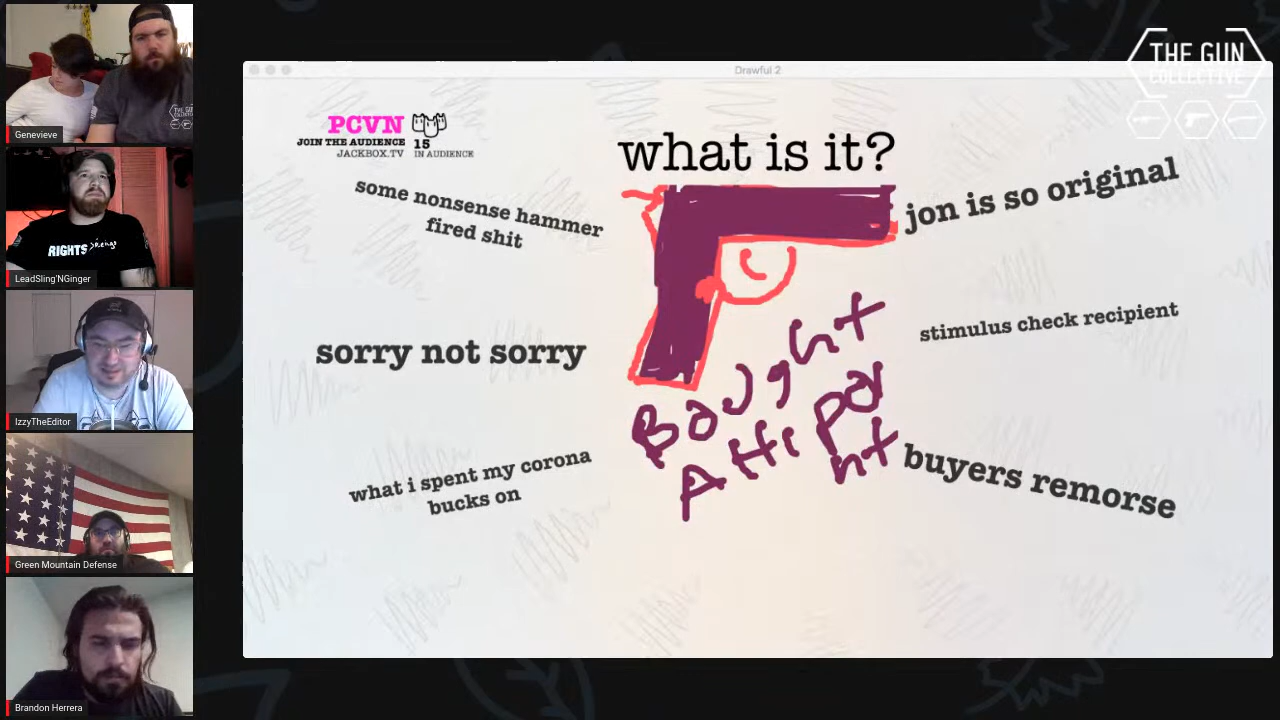 Drawful 2
THE GUN
COLLECTIVE
PCVN
JOIN THE AUDIENCE
JACKBOX.TV
15
IN AUDIENCE
what is it?
some nonsense hammer
fired shit
jon is so original
sorry not sorry
stimulus check recipient
what i spent my corona
bucks on
buyers remorse
Bought
At
Genevieve
RIGHTS
LeadSling'NGinger
IzzyTheEditor
Green Mountain Defense
Brandon Herrera